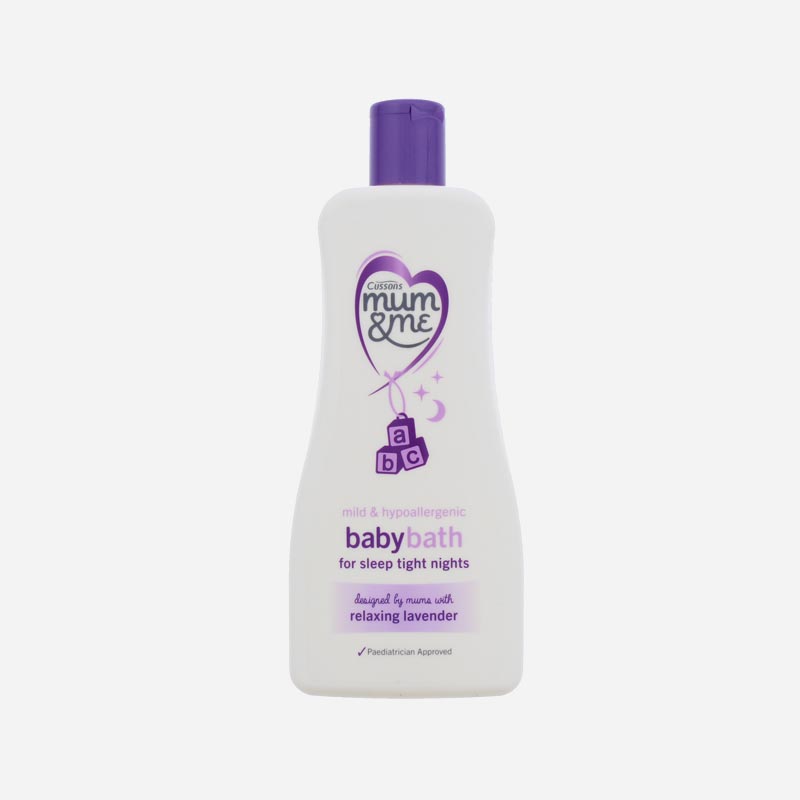 Cussons
mum
&me
a
b c
mild & hypoallergenic
babybath
for sleep tight nights
designed by mums with
relaxing lavender
✓Paediatrician Approved